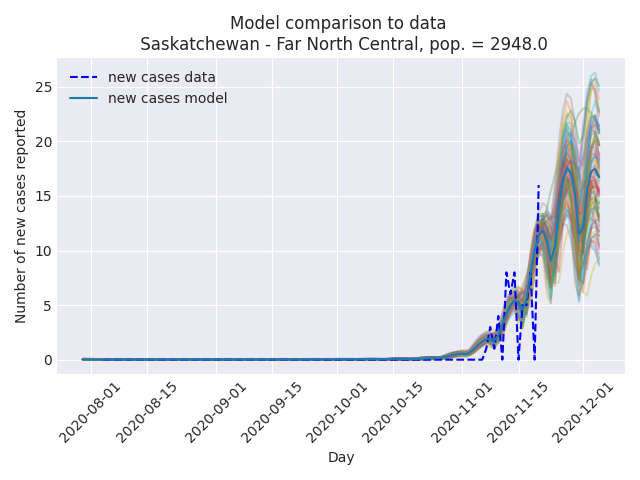 Model comparison to data
Saskatchewan - Far North Central, pop. = 2948.0
new cases data
new cases model
Number of new cases reported
25
20
15
10
5
0
2020-08-01
2020-08-15
2020-09-01
2020-09-15
2020-10-01
2020-10-15
2020-11-01
2020-11-15
2020-12-01
Day